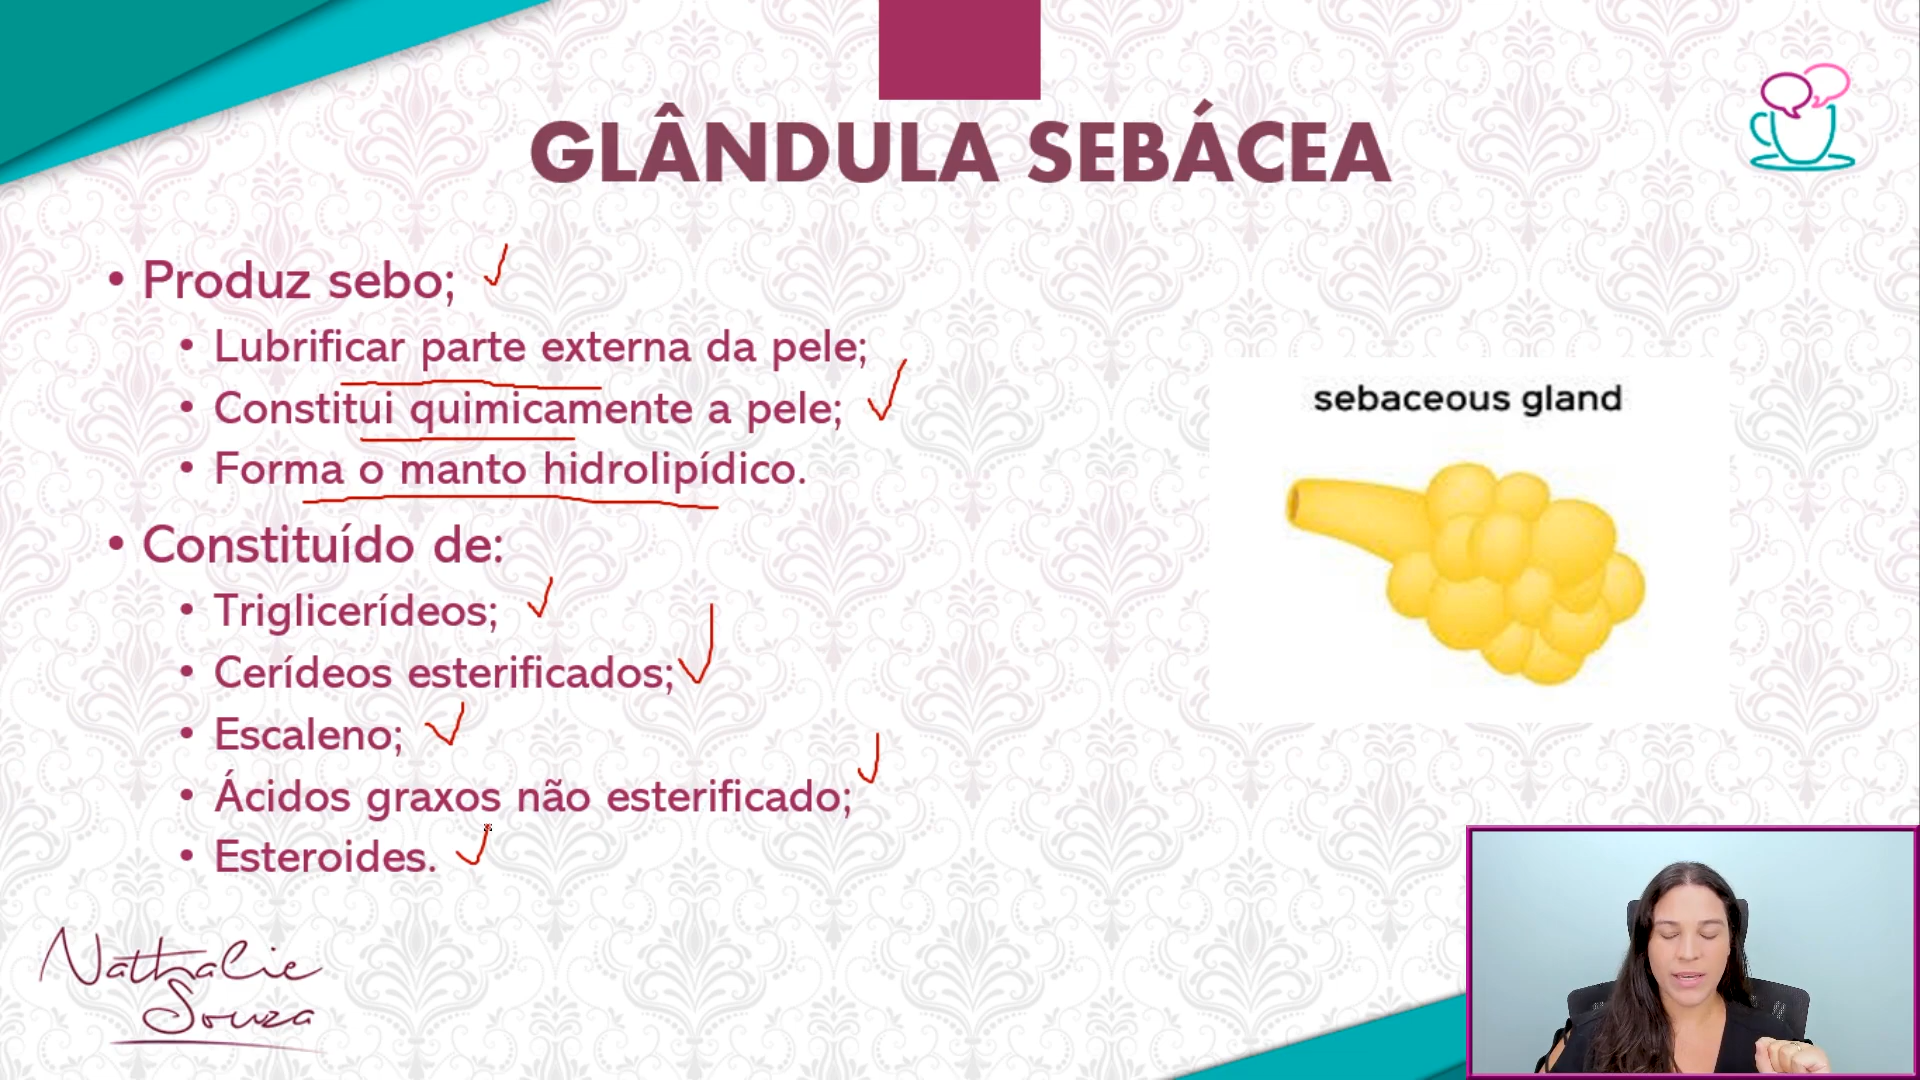 GLÂNDULA SEBÁCEA
• Produz sebo;
• Lubrificar parte externa da pele;
• Constitui quimicamente a pele;
• Forma o manto hidrolipídico.
• Constituído de:
• Triglicerídeos;
• Cerídeos esterificados;
• Escaleno;
• Ácidos graxos não esterificado;
• Esteroides.
sebaceous gland
Nathalie
Souza